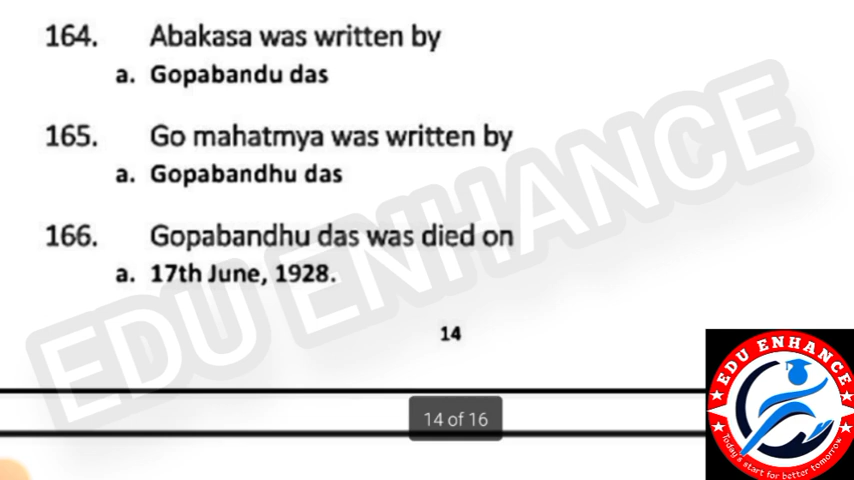 164. Abakasa was written by
a. Gopabandu das
165. Go mahatmya was written by
a. Gopabandhu das
166. Gopabandhu das was died on
a. 17th June, 1928.
EDU ENHANCE
14
14 of 16
EDU ENHANCE
Today's start for better tomorrow